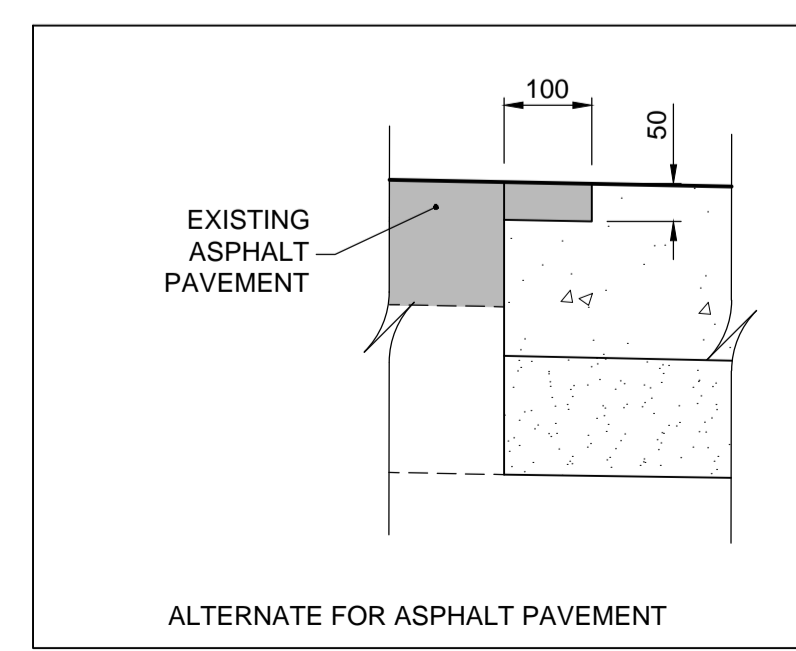 100
50
EXISTING
ASPHALT
PAVEMENT
ALTERNATE FOR ASPHALT PAVEMENT